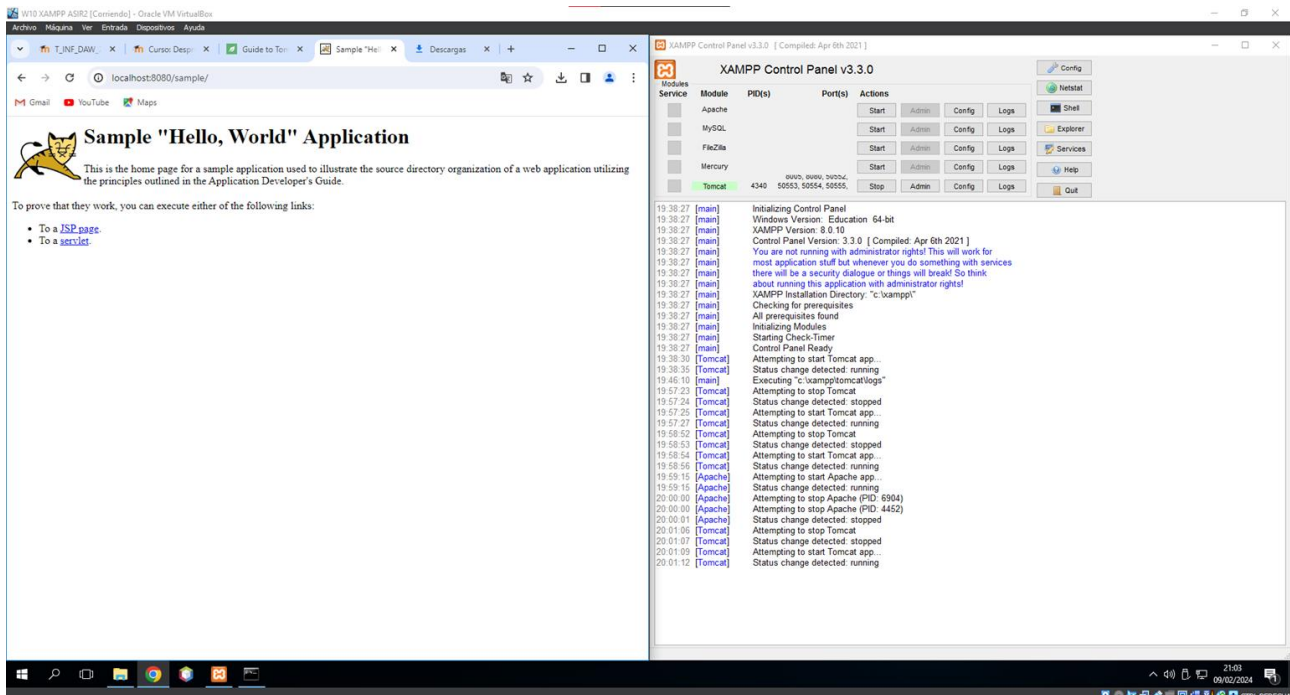 W10 XAMPP ASIR2 [Corriendo] - Oracle VM VirtualBox
Archivo Máquina Ver Entrada Dispositivos Ayuda
T_INF_DAW_
Curso: Despr
Guide to Tom
Sample "Hel
Descargas
localhost:8080/sample/
Gmail YouTube Maps
Sample "Hello, World" Application
This is the home page for a sample application used to illustrate the source directory organization of a web application utilizing
the principles outlined in the Application Developer's Guide.
To prove that they work, you can execute either of the following links:
• To a JSP page.
• To a servlet.
XAMPP Control Panel v3.3.0 [ Compiled: Apr 6th 2021 ]
XAMPP Control Panel v3.3.0
Modules
Service Module PID(s) Port(s) Actions
Apache Start Admin Config Logs
MySQL Start Admin Config Logs
FileZilla Start Admin Config Logs
Mercury Start Admin Config Logs
8005, 8080, 50552,
Tomcat 4340 50553, 50554, 50555, Stop Admin Config Logs
Config
Netstat
Shell
Explorer
Services
Help
Quit
19:38:27 [main] Initializing Control Panel
19:38:27 [main] Windows Version: Education 64-bit
19:38:27 [main] XAMPP Version: 8.0.10
19:38:27 [main] Control Panel Version: 3.3.0 [ Compiled: Apr 6th 2021 ]
19:38:27 [main] You are not running with administrator rights! This will work for
19:38:27 [main] most application stuff but whenever you do something with services
19:38:27 [main] there will be a security dialogue or things will break! So think
19:38:27 [main] about running this application with administrator rights!
19:38:27 [main] XAMPP Installation Directory: "c:\xampp\"
19:38:27 [main] Checking for prerequisites
19:38:27 [main] All prerequisites found
19:38:27 [main] Initializing Modules
19:38:27 [main] Starting Check-Timer
19:38:27 [main] Control Panel Ready
19:38:30 [Tomcat] Attempting to start Tomcat app...
19:38:35 [Tomcat] Status change detected: running
19:46:10 [main] Executing "c:\xampp\tomcat\logs"
19:57:23 [Tomcat] Attempting to stop Tomcat
19:57:24 [Tomcat] Status change detected: stopped
19:57:25 [Tomcat] Attempting to start Tomcat app...
19:57:27 [Tomcat] Status change detected: running
19:58:52 [Tomcat] Attempting to stop Tomcat
19:58:53 [Tomcat] Status change detected: stopped
19:58:54 [Tomcat] Attempting to start Tomcat app...
19:58:56 [Tomcat] Status change detected: running
19:59:15 [Apache] Attempting to start Apache app...
19:59:15 [Apache] Status change detected: running
20:00:00 [Apache] Attempting to stop Apache (PID: 6904)
20:00:00 [Apache] Attempting to stop Apache (PID: 4452)
20:00:01 [Apache] Status change detected: stopped
20:01:06 [Tomcat] Attempting to stop Tomcat
20:01:07 [Tomcat] Status change detected: stopped
20:01:09 [Tomcat] Attempting to start Tomcat app...
20:01:12 [Tomcat] Status change detected: running
21:03
09/02/2024